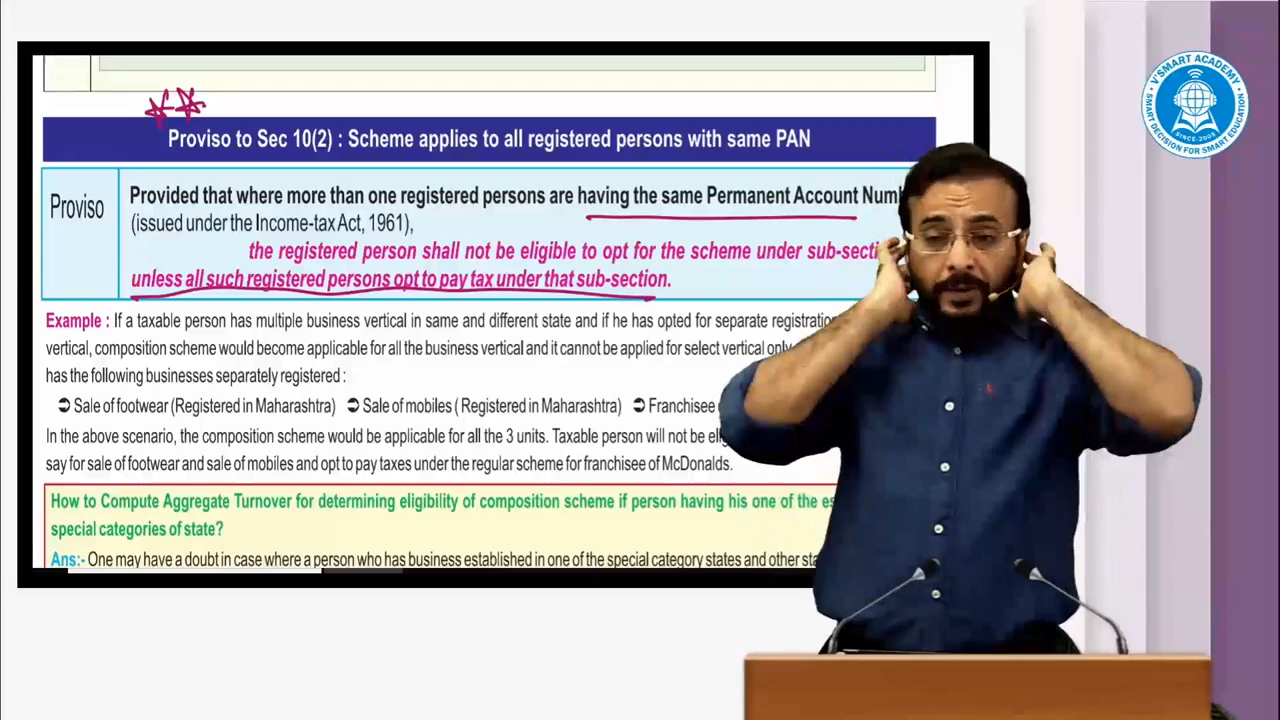 Proviso to Sec 10(2) : Scheme applies to all registered persons with same PAN
Proviso
Provided that where more than one registered persons are having the same Permanent Account
(issued under the Income-tax Act, 1961),
the registered person shall not be eligible to opt for the scheme under
unless all such registered persons opt to pay tax under that sub-section.
Example : If a taxable person has multiple business vertical in same and different state and if he has opted for separate
vertical, composition scheme would become applicable for all the business vertical and it cannot be applied for select vertical only
has the following businesses separately registered :
➲ Sale of footwear (Registered in Maharashtra) ➲ Sale of mobiles ( Registered in Maharashtra) ➲ Franchisee
In the above scenario, the composition scheme would be applicable for all the 3 units. Taxable person will not be
say for sale of footwear and sale of mobiles and opt to pay taxes under the regular scheme for franchisee of McDonalds.
How to Compute Aggregate Turnover for determining eligibility of composition scheme if person having his one of the
special categories of state?
Ans:- One may have a doubt in case where a person who has business established in one of the special category states and other
V'SMART ACADEMY
SINCE-2009
SMART DECISION FOR SMART EDUCATION